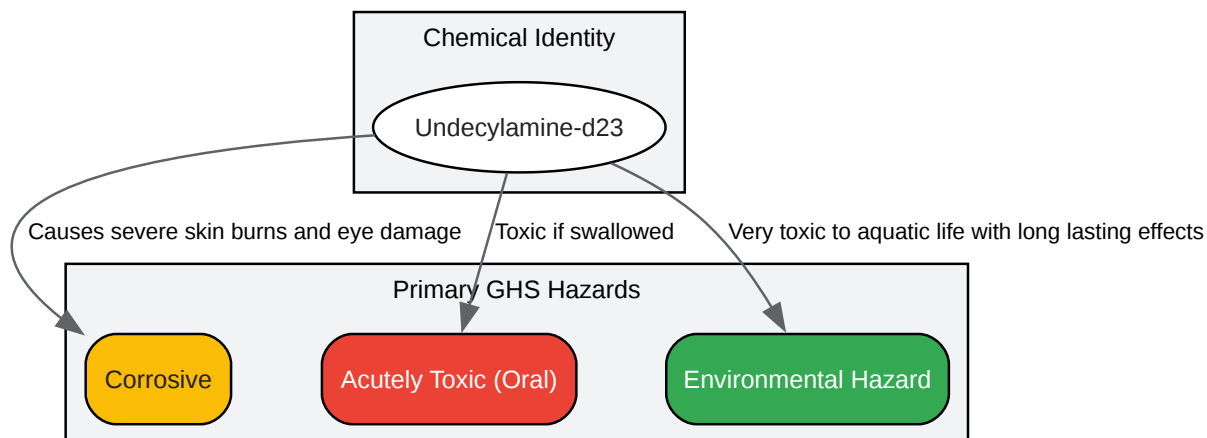 Chemical Identity
Undecylamine-d23
Causes severe skin burns and eye damage
Toxic if swallowed
Very toxic to aquatic life with long lasting effects
Primary GHS Hazards
Corrosive
Acutely Toxic (Oral)
Environmental Hazard